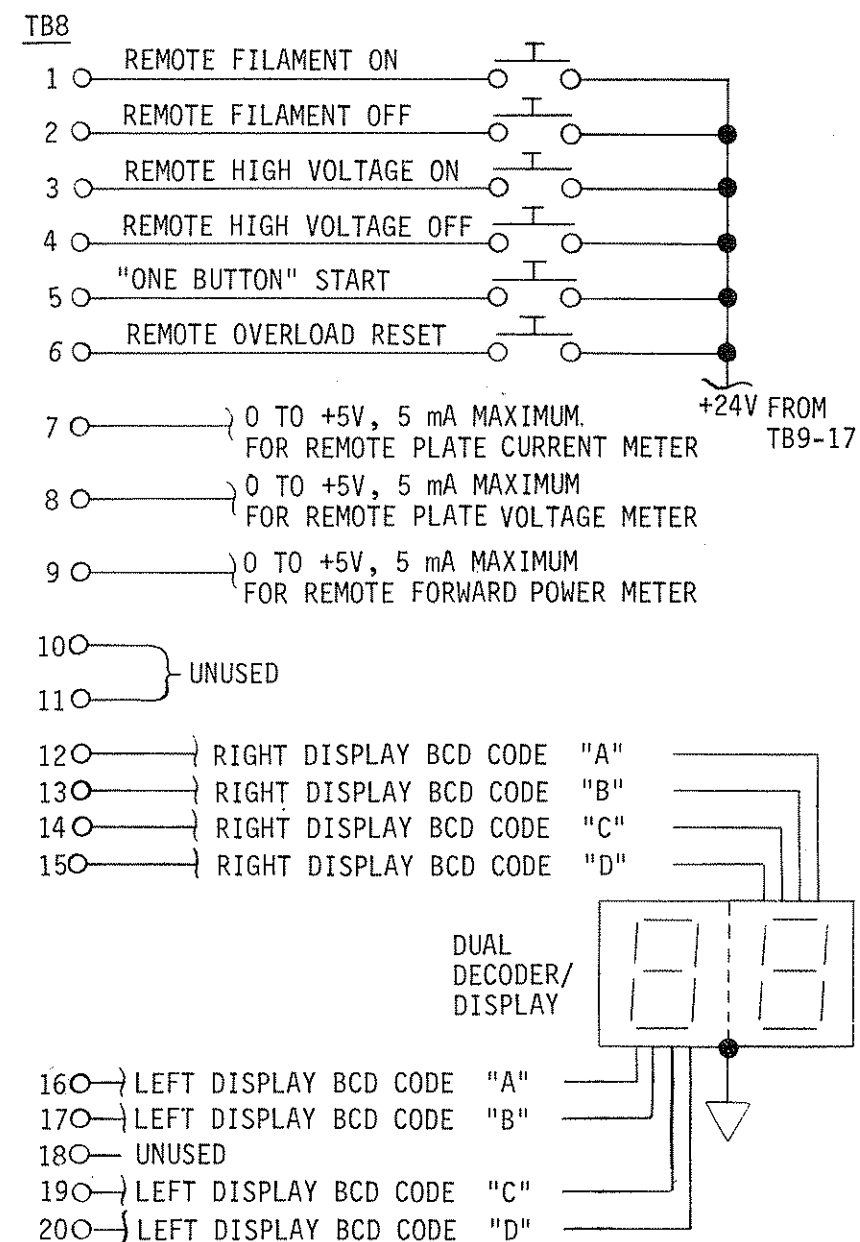 TB8
1 REMOTE FILAMENT ON
2 REMOTE FILAMENT OFF
3 REMOTE HIGH VOLTAGE ON
4 REMOTE HIGH VOLTAGE OFF
5 "ONE BUTTON" START
6 REMOTE OVERLOAD RESET
+24V FROM
TB9-17
7 0 TO +5V, 5 mA MAXIMUM.
FOR REMOTE PLATE CURRENT METER
8 0 TO +5V, 5 mA MAXIMUM
FOR REMOTE PLATE VOLTAGE METER
9 0 TO +5V, 5 mA MAXIMUM
FOR REMOTE FORWARD POWER METER
10
UNUSED
11
12 RIGHT DISPLAY BCD CODE "A"
13 RIGHT DISPLAY BCD CODE "B"
14 RIGHT DISPLAY BCD CODE "C"
15 RIGHT DISPLAY BCD CODE "D"
DUAL
DECODER/
DISPLAY
16 LEFT DISPLAY BCD CODE "A"
17 LEFT DISPLAY BCD CODE "B"
18 UNUSED
19 LEFT DISPLAY BCD CODE "C"
20 LEFT DISPLAY BCD CODE "D"